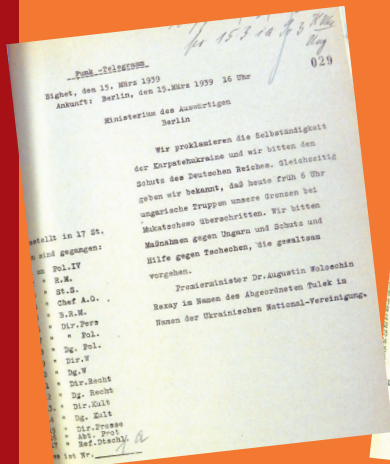 Funk-Telegramm.
029
Sighet, den 15. März 1939
Ankunft: Berlin, den 15.März 1939 16 Uhr
Ministerium des Auswärtigen
Berlin
Wir proklamieren die Selbständigkeit
der Karpatehukraine und wir bitten den
Schutz des Deutschen Reiches. Gleichzeitig
geben wir bekannt, daß heute früh 6 Uhr
ungarische Truppen unsere Grenzen bei
Mukatschewo überschritten. Wir bitten
Maßnahmen gegen Ungarn und Schutz und
Hilfe gegen Tschechen, die gewaltsam
vorgehen.
Premierminister Dr.Augustin Woloschin
Rexay im Namen des Abgeordneten Tulek im
Namen der Ukrainischen National-Vereinigung.
stellt in 17 St.
sind gegangen:
Pol.IV
" R.M.
" St.S.
" Chef A.O.
" B.R.M.
" Dir.Pers
" " Pol.
" Dg. Pol.
" Dir.W
" Dg.W
" Dir.Recht
" Dg. Recht
" Dir.Kult
" Dg. Kult
" Dir.Presse
" Abt. Prot
" Ref.Dtschl.
ist Nr.